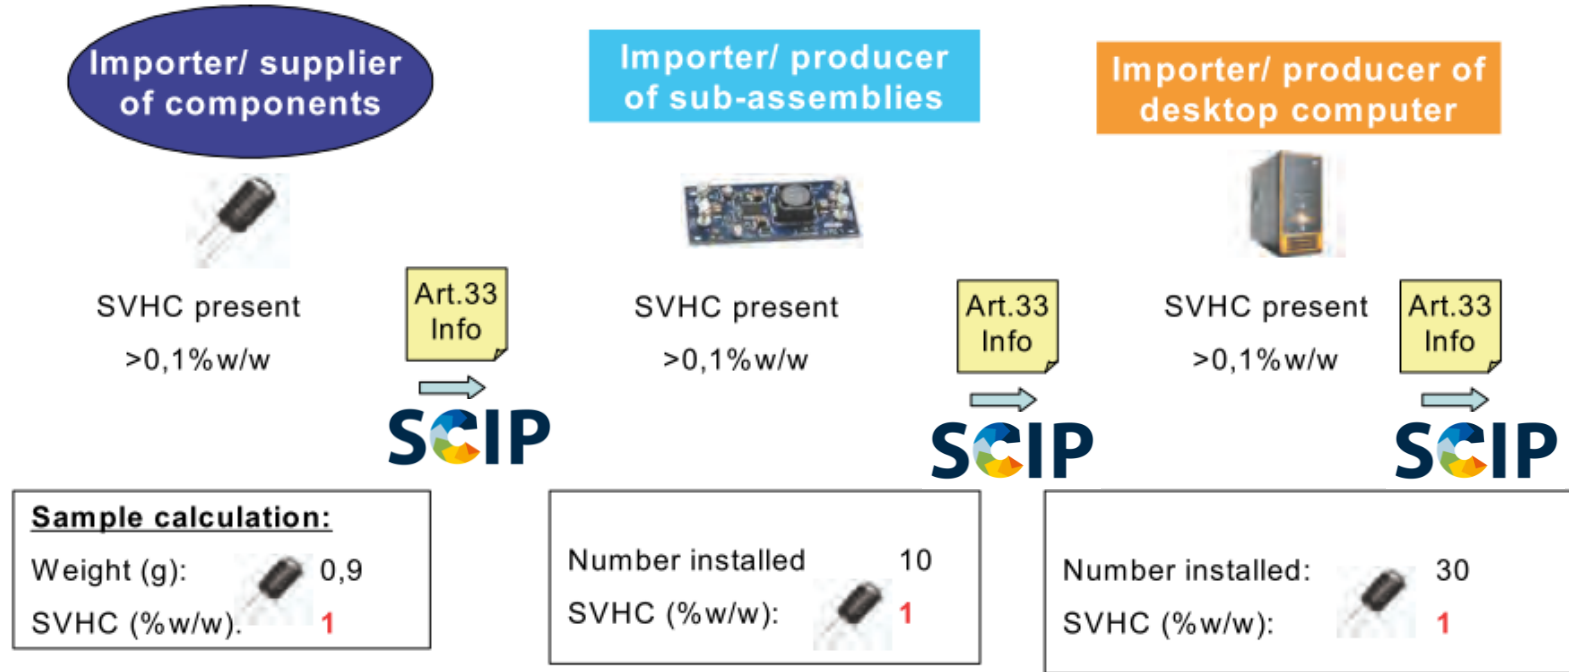 Importer/ supplier
of components
SVHC present
>0,1%w/w
Art.33
Info
SCIP
Sample calculation:
Weight (g): 0,9
SVHC (%w/w). 1
Importer/ producer
of sub-assemblies
SVHC present
>0,1%w/w
Art.33
Info
SCIP
Number installed 10
SVHC (%w/w): 1
Importer/ producer of
desktop computer
SVHC present
>0,1%w/w
Art.33
Info
SCIP
Number installed: 30
SVHC (%w/w): 1